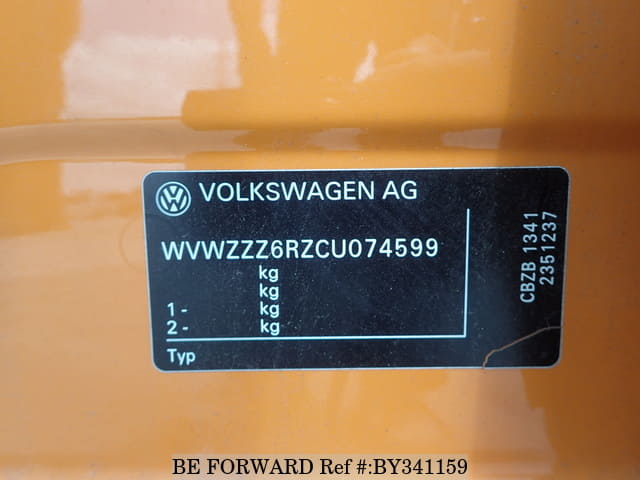 VOLKSWAGEN AG
WVWZZZ6RZCU074599
kg
kg
1 - kg
2 - kg
Typ
CBZB 1341
2351237
BE FORWARD Ref #:BY341159